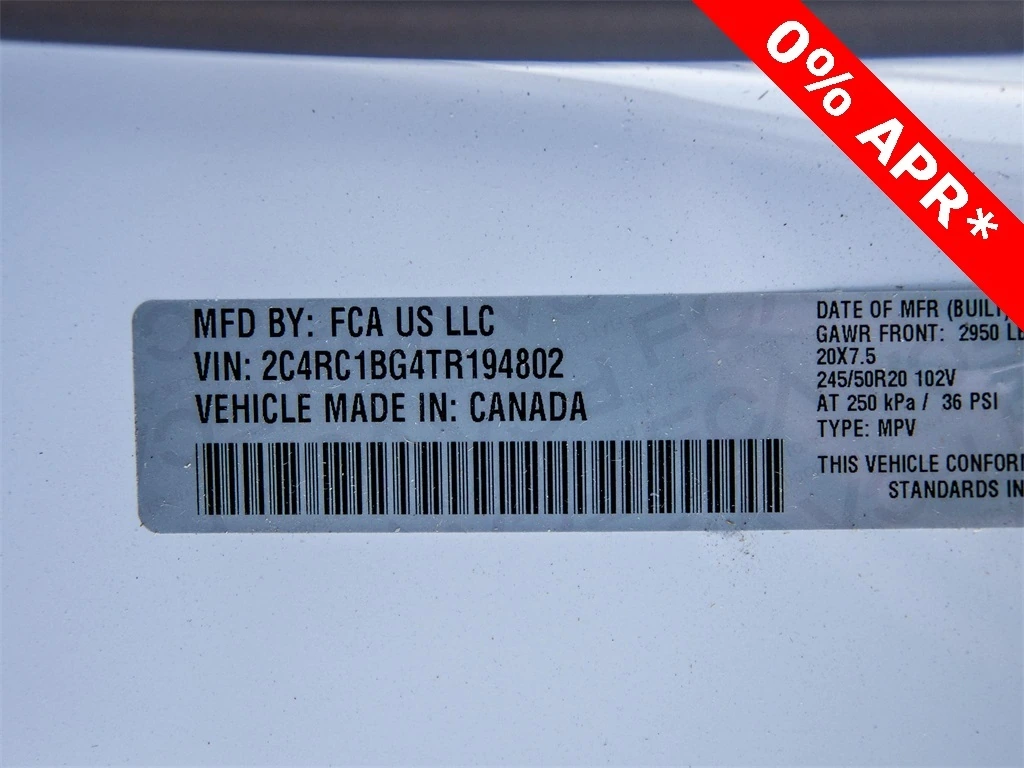 0% APR*
MFD BY: FCA US LLC
VIN: 2C4RC1BG4TR194802
VEHICLE MADE IN: CANADA
DATE OF MFR (BUILT)
GAWR FRONT: 2950
20X7.5
245/50R20 102V
AT 250 kPa / 36 PSI
TYPE: MPV
THIS VEHICLE
STANDARDS IN